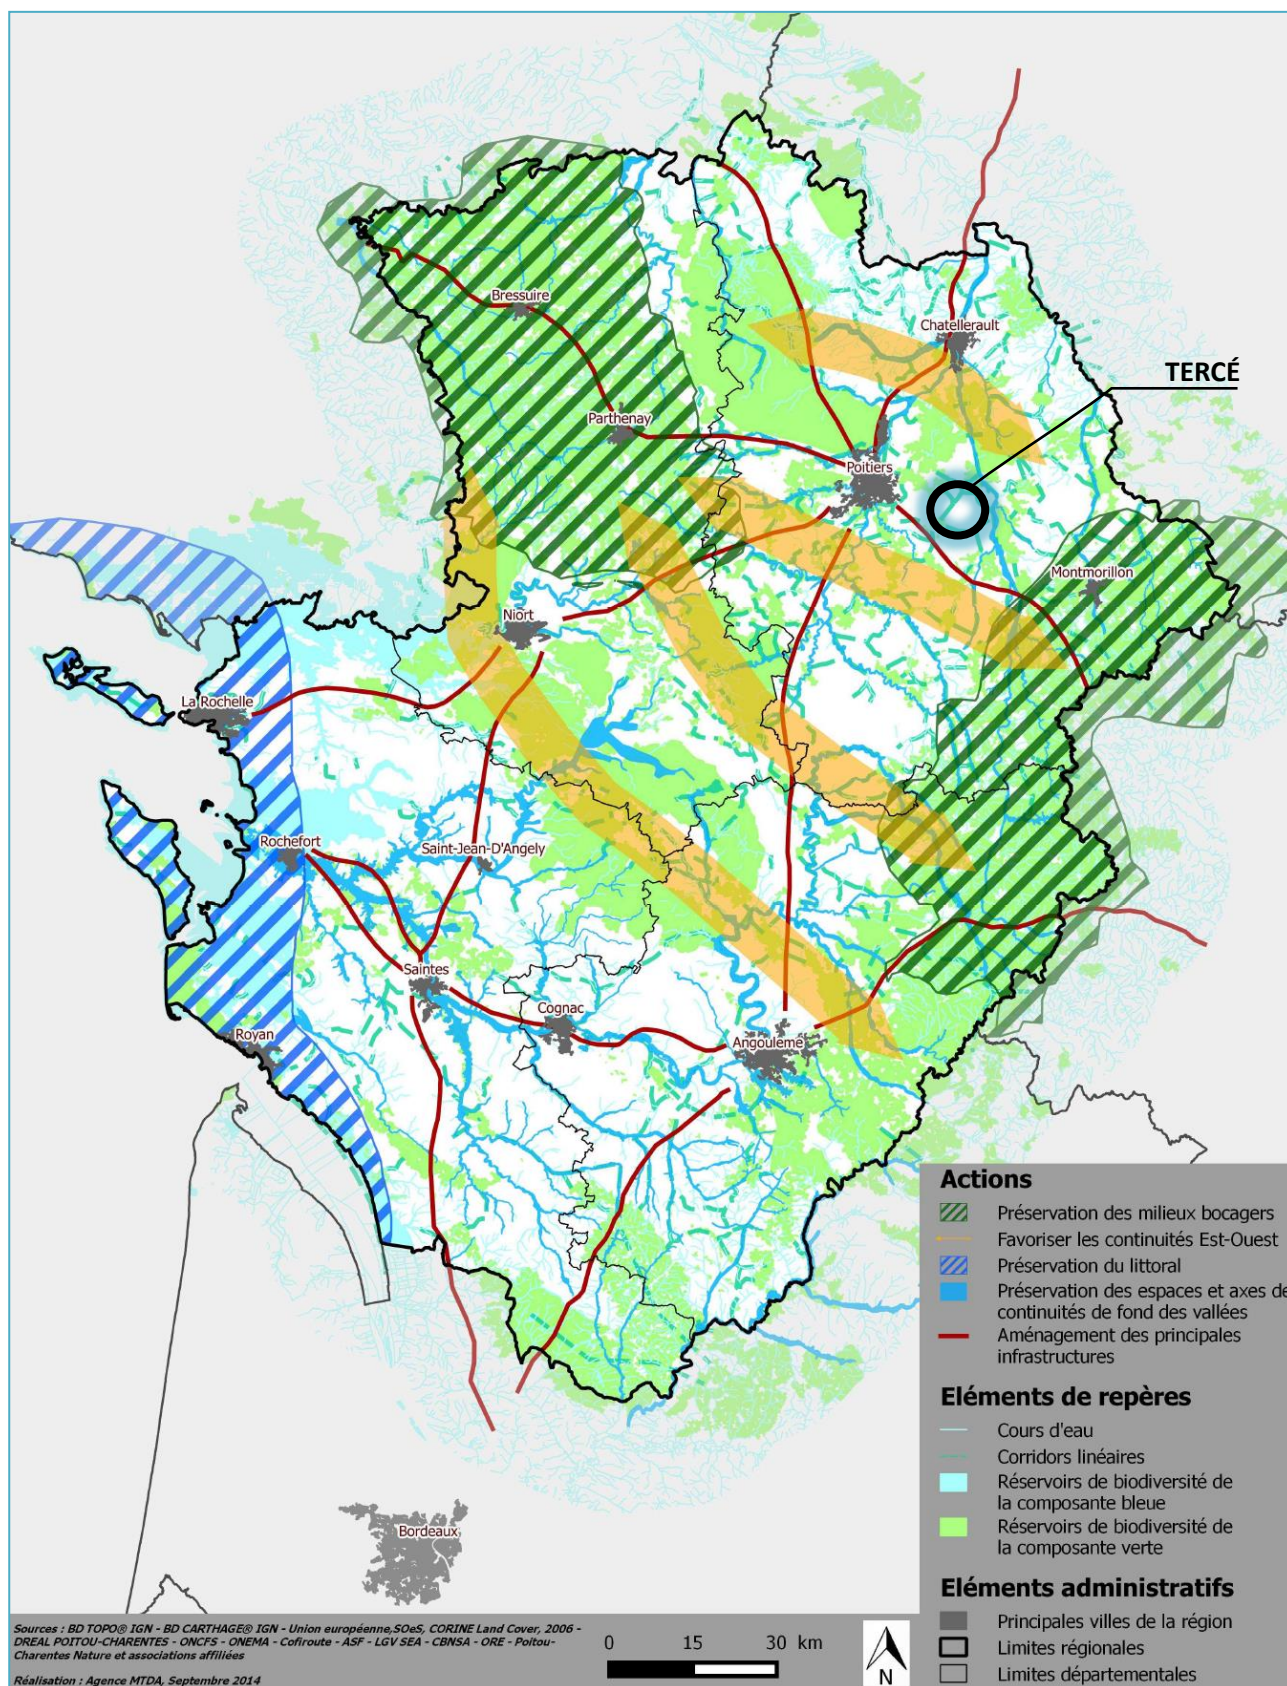 Bressuire
Chatellerault
TERCÉ
Parthenay
Poitiers
Montmorillon
Niort
La Rochelle
Rochefort
Saint-Jean-D'Angely
Saintes
Cognac
Royan
Angouleme
Bordeaux
Actions
Préservation des milieux bocagers
Favoriser les continuités Est-Ouest
Préservation du littoral
Préservation des espaces et axes de
continuités de fond des vallées
Aménagement des principales
infrastructures
Eléments de repères
Cours d'eau
Corridors linéaires
Réservoirs de biodiversité de
la composante bleue
Réservoirs de biodiversité de
la composante verte
Eléments administratifs
Principales villes de la région
Limites régionales
Limites départementales
Sources : BD TOPO® IGN - BD CARTHAGE® IGN - Union européenne,SOeS, CORINE Land Cover, 2006 -
DREAL POITOU-CHARENTES - ONCFS - ONEMA - Cofiroute - ASF - LGV SEA - CBNSA - ORE - Poitou-
Charentes Nature et associations affiliées
Réalisation : Agence MTDA, Septembre 2014
0 15 30 km
N